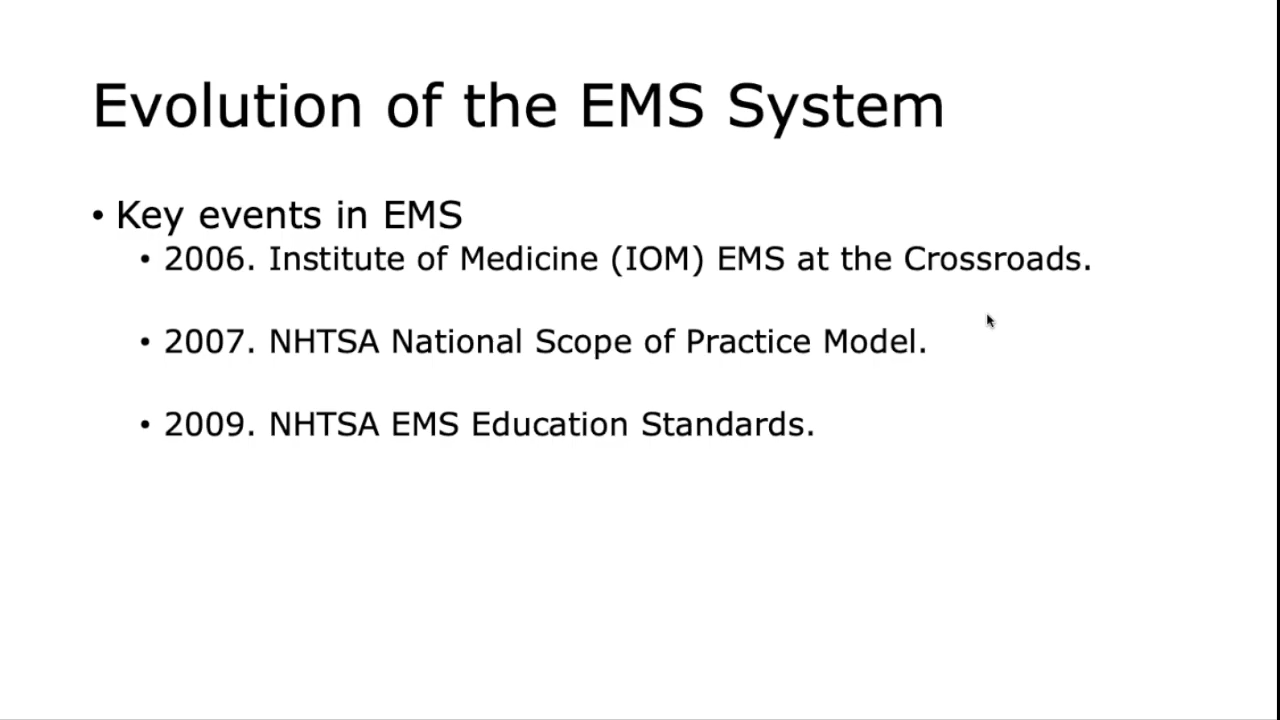 Evolution of the EMS System
• Key events in EMS
• 2006. Institute of Medicine (IOM) EMS at the Crossroads.
• 2007. NHTSA National Scope of Practice Model.
• 2009. NHTSA EMS Education Standards.